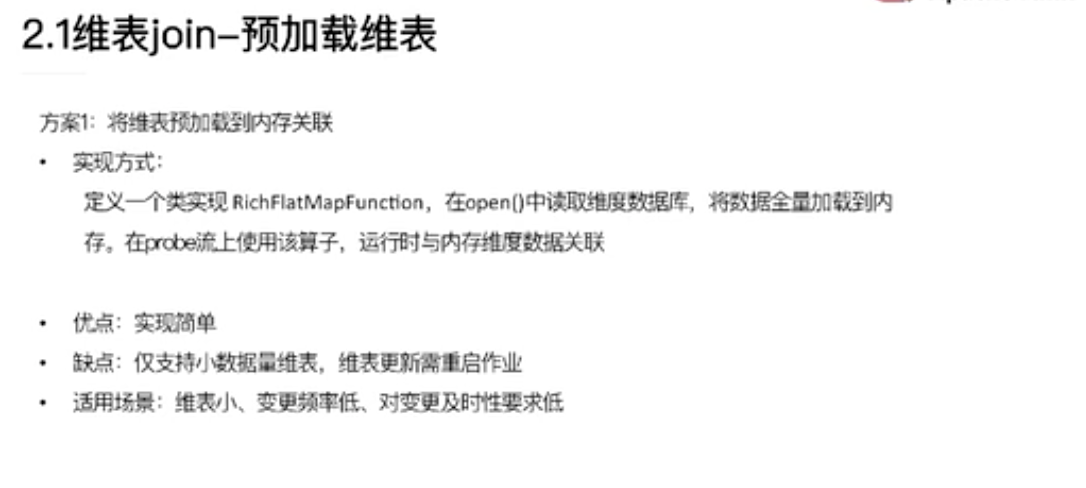 2.1维表join–预加载维表
方案1：将维表预加载到内存关联
• 实现方式：
定义一个类实现 RichFlatMapFunction，在open()中读取维度数据库，将数据全量加载到内
存。在probe流上使用该算子，运行时与内存维度数据关联
• 优点：实现简单
• 缺点：仅支持小数据量维表，维表更新需重启作业
• 适用场景：维表小、变更频率低、对变更及时性要求低